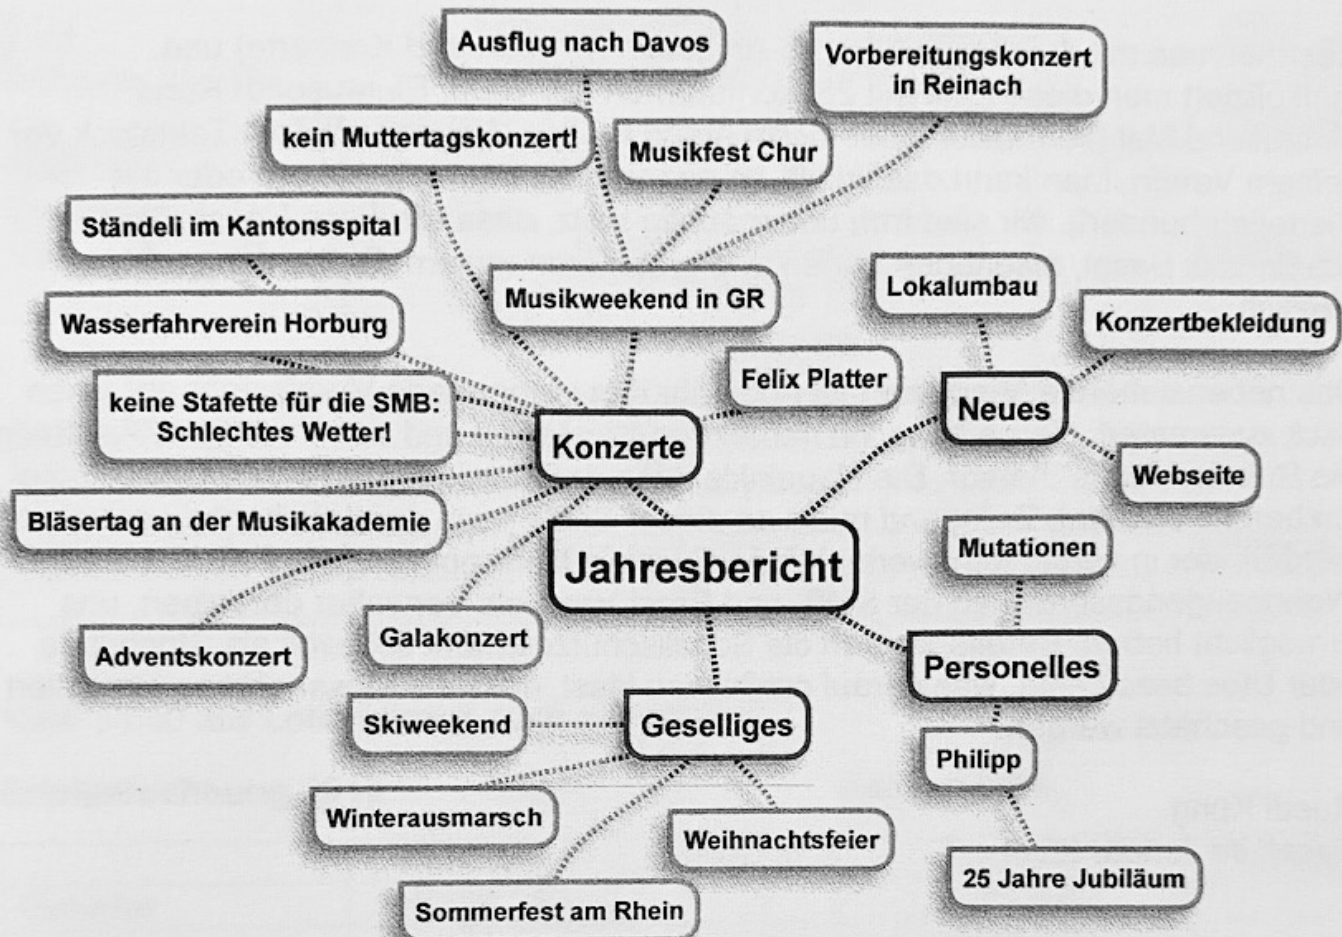 Ausflug nach Davos
Vorbereitungskonzert
in Reinach
kein Muttertagskonzert!
Musikfest Chur
Ständeli im Kantonsspital
Musikweekend in GR
Lokalumbau
Wasserfahrverein Horburg
Konzertbekleidung
Felix Platter
keine Stafette für die SMB:
Schlechtes Wetter!
Neues
Konzerte
Webseite
Bläsertag an der Musikakademie
Mutationen
Jahresbericht
Galakonzert
Adventskonzert
Personelles
Skiweekend
Geselliges
Philipp
Winterausmarsch
Weihnachtsfeier
25 Jahre Jubiläum
Sommerfest am Rhein